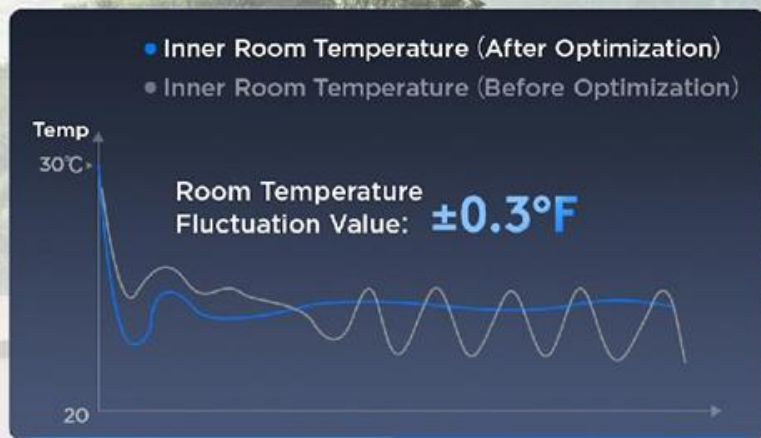 Inner Room Temperature (After Optimization)
Inner Room Temperature (Before Optimization)
Temp
30℃
Room Temperature
Fluctuation Value: ±0.3°F
20